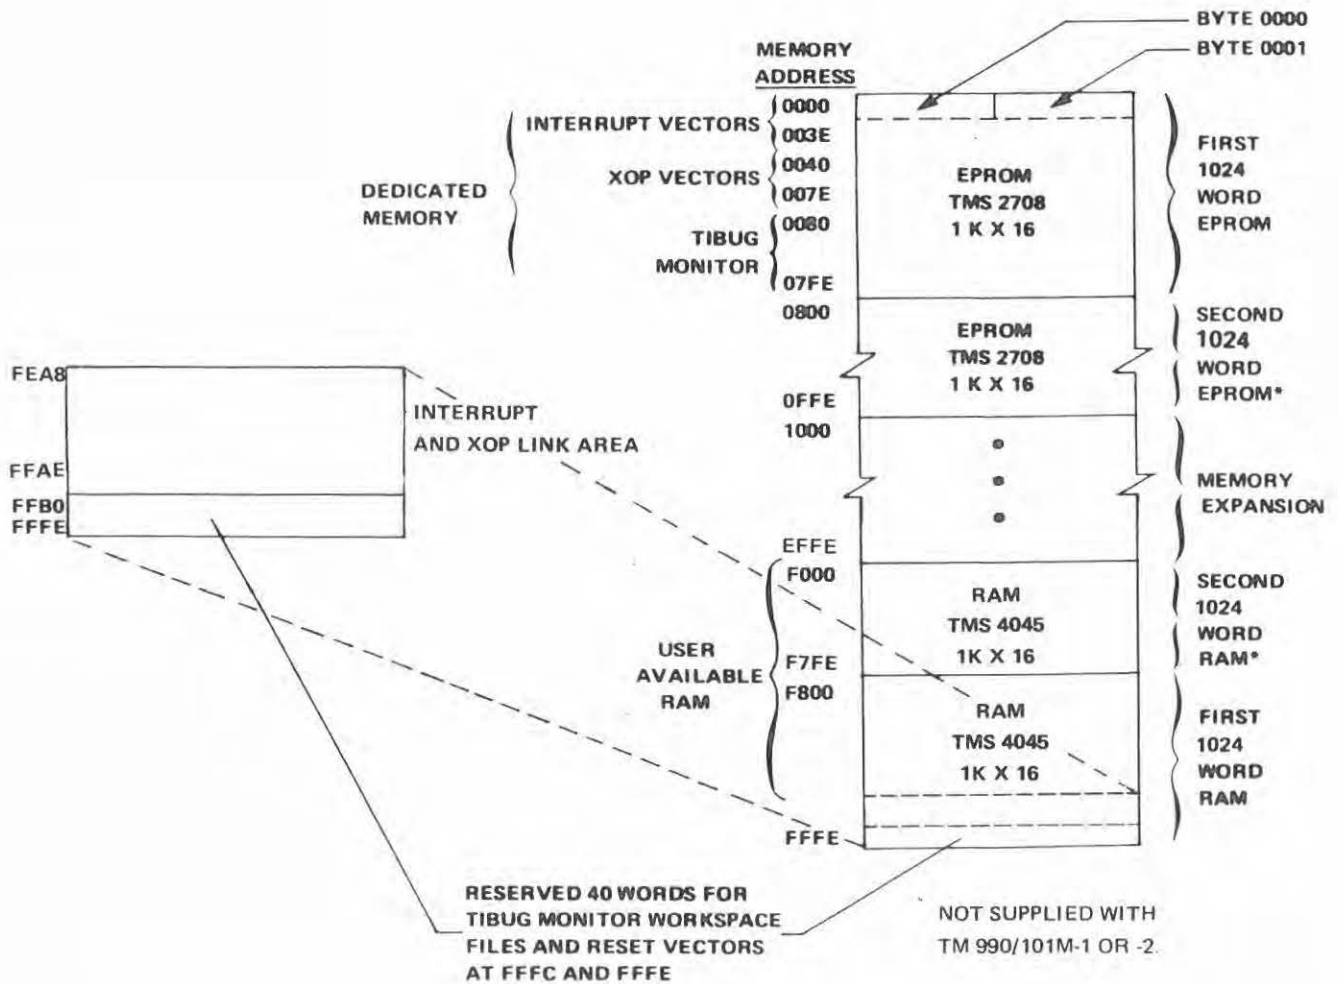 BYTE 0000
BYTE 0001
MEMORY
ADDRESS
0000
INTERRUPT VECTORS
003E
0040
XOP VECTORS
007E
DEDICATED
MEMORY
0080
TIBUG
MONITOR
07FE
0800
0FFE
1000
EFFE
F000
USER
AVAILABLE
RAM
F7FE
F800
FFFE
EPROM
TMS 2708
1 K X 16
EPROM
TMS 2708
1 K X 16
RAM
TMS 4045
1K X 16
RAM
TMS 4045
1K X 16
FIRST
1024
WORD
EPROM
SECOND
1024
WORD
EPROM*
MEMORY
EXPANSION
SECOND
1024
WORD
RAM*
FIRST
1024
WORD
RAM
FEA8
INTERRUPT
AND XOP LINK AREA
FFAE
FFB0
FFFE
RESERVED 40 WORDS FOR
TIBUG MONITOR WORKSPACE
FILES AND RESET VECTORS
AT FFFC AND FFFE
NOT SUPPLIED WITH
TM 990/101M-1 OR -2.